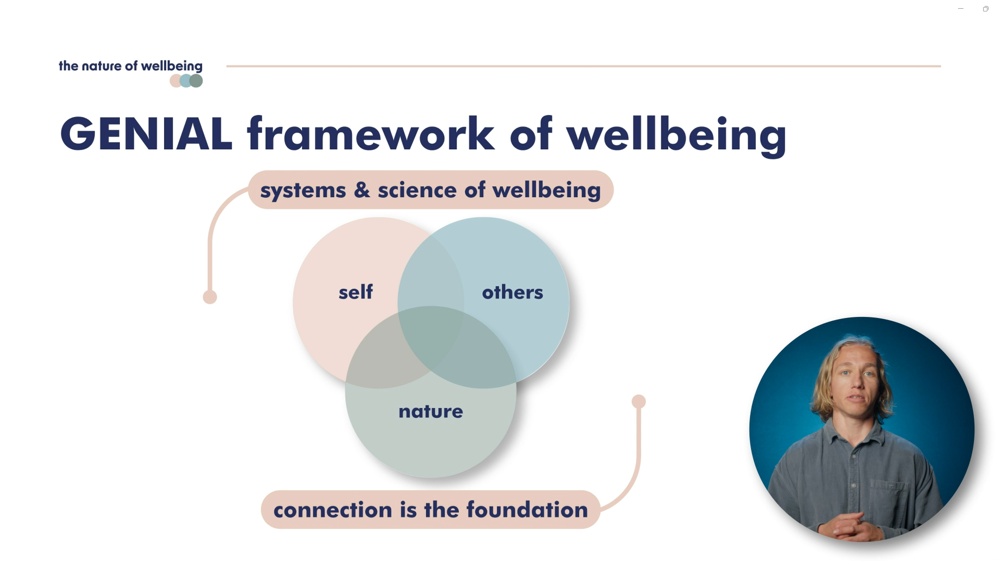 the nature of wellbeing
GENIAL framework of wellbeing
systems & science of wellbeing
self
others
nature
connection is the foundation